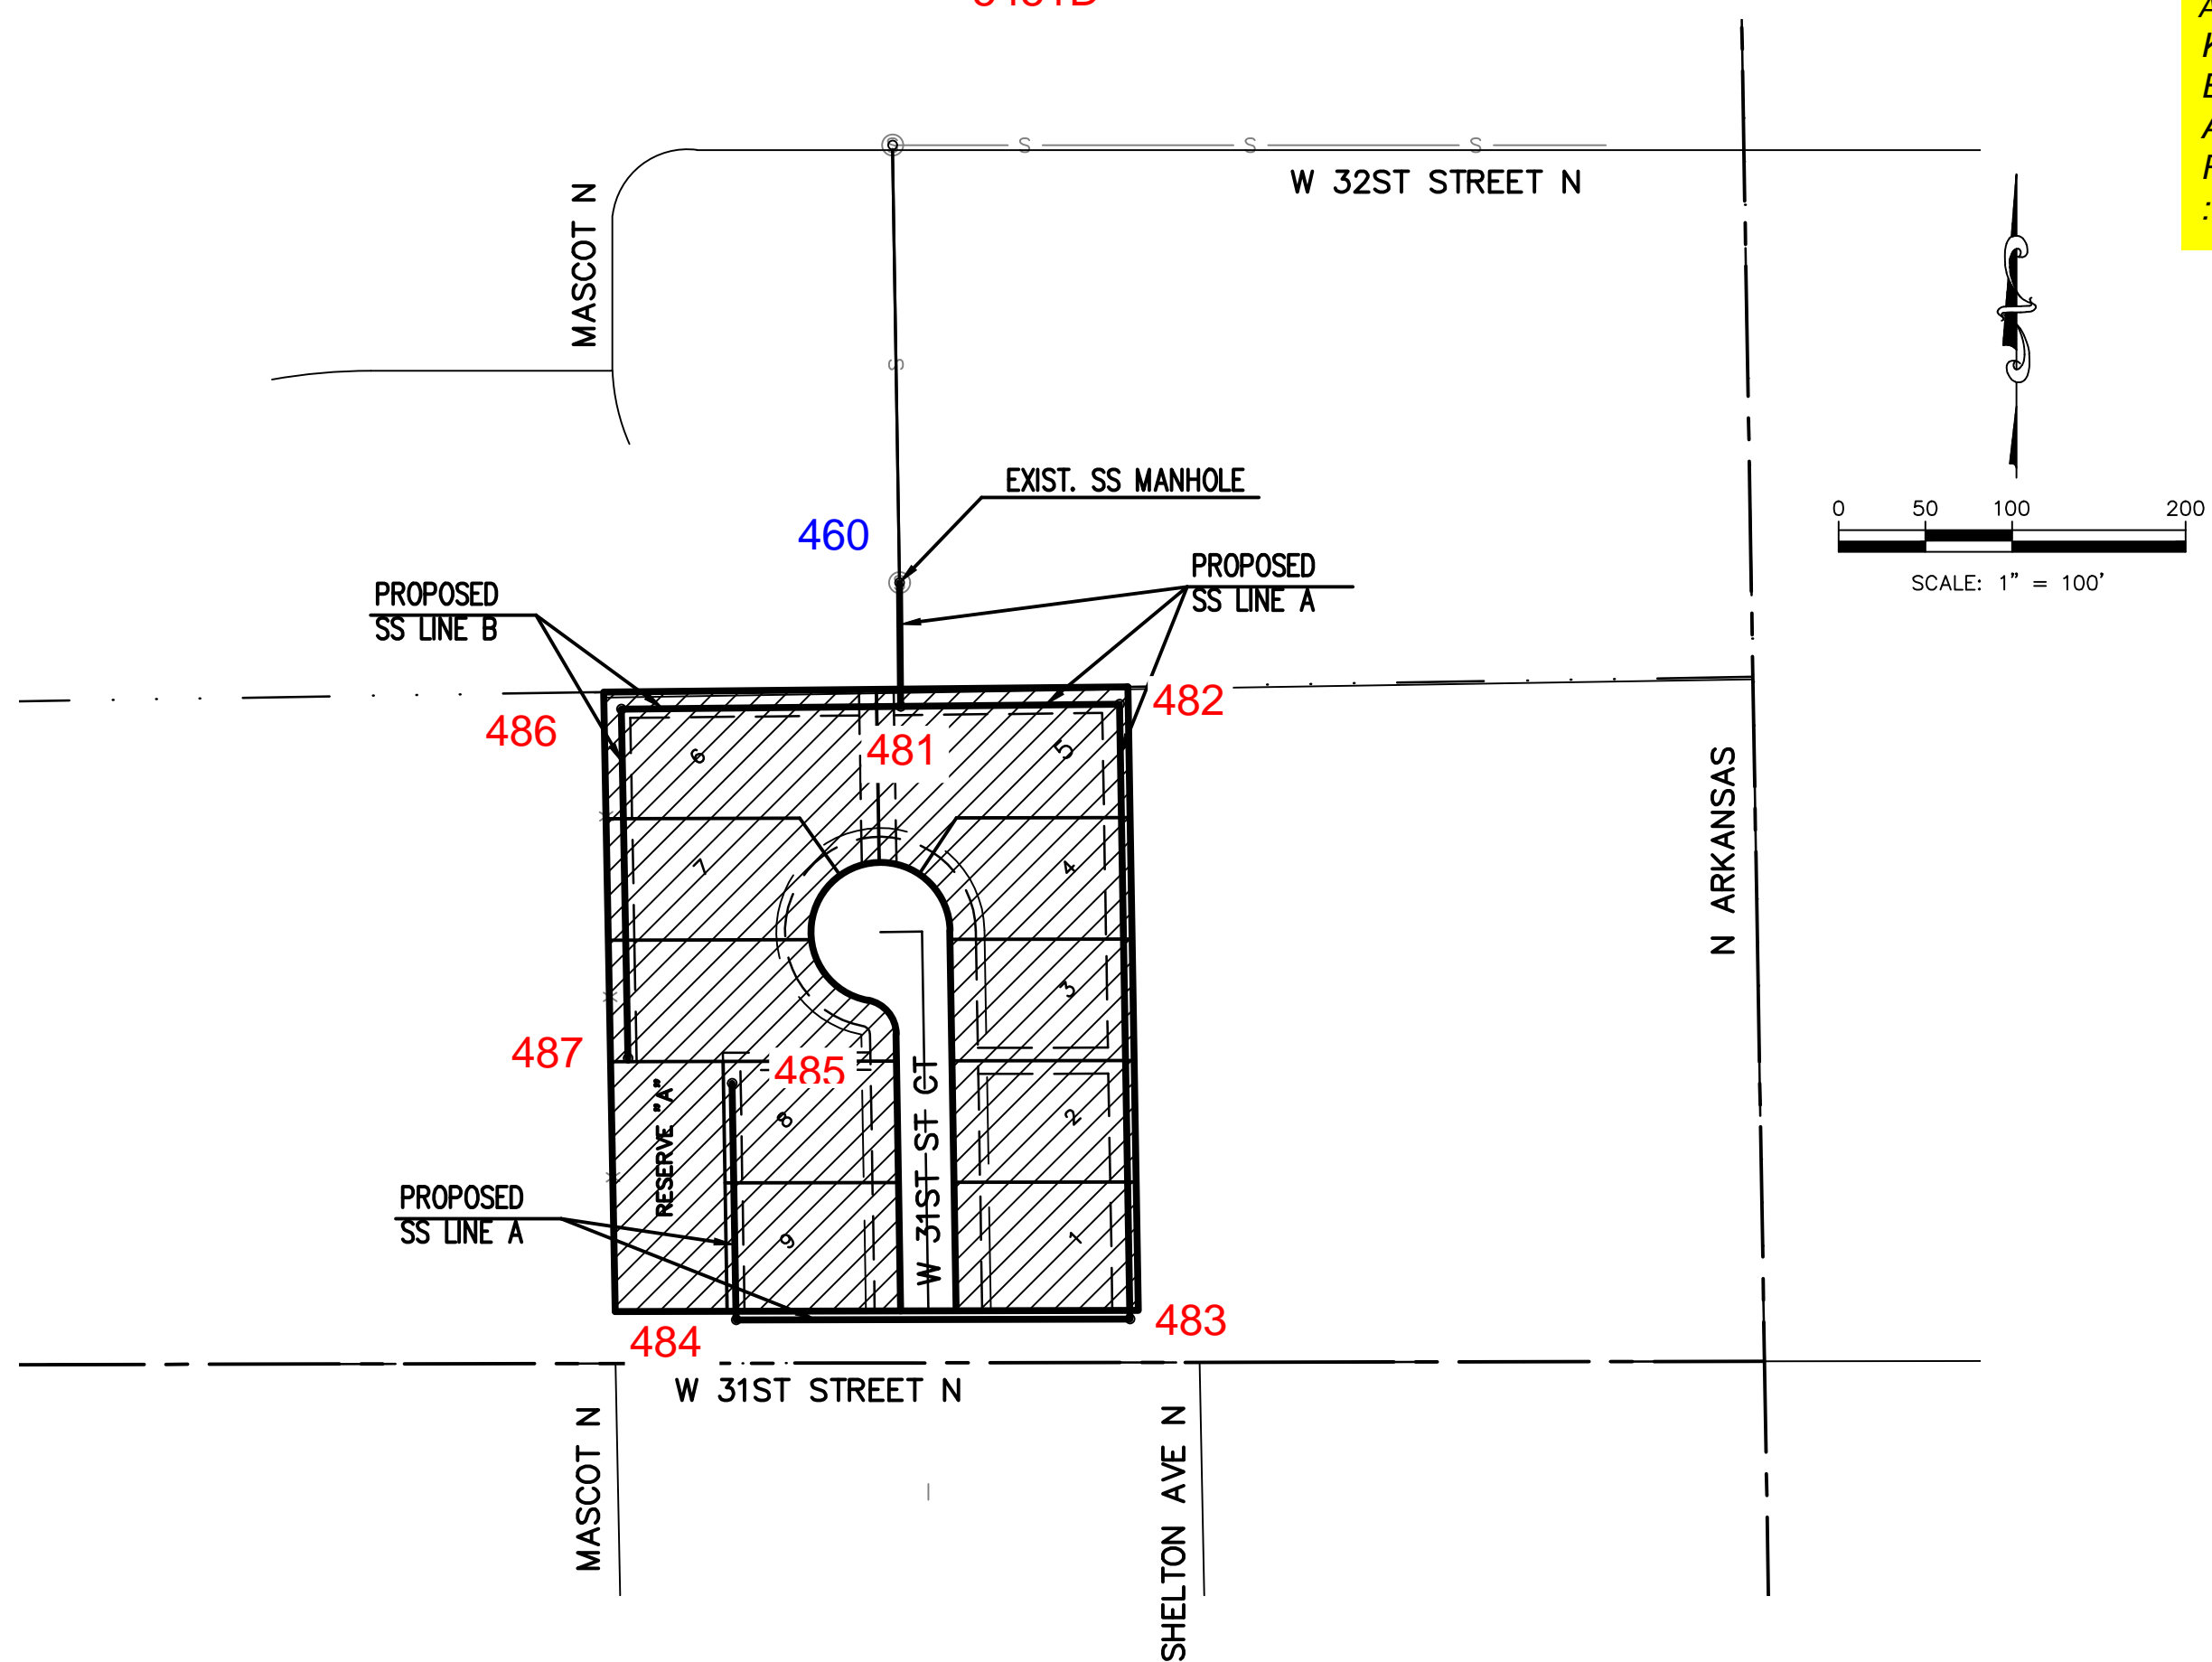 W 32ST STREET N
MASCOT N
S
S
S
S
EXIST. SS MANHOLE
0 50 100 200
SCALE: 1" = 100'
460
PROPOSED
SS LINE A
PROPOSED
SS LINE B
486
482
481
6
5
7
4
3
N ARKANSAS
487
485
8
2
RESERVE "A"
W 31ST ST CT
PROPOSED
SS LINE A
9
1
484
483
W 31ST STREET N
MASCOT N
SHELTON AVE N